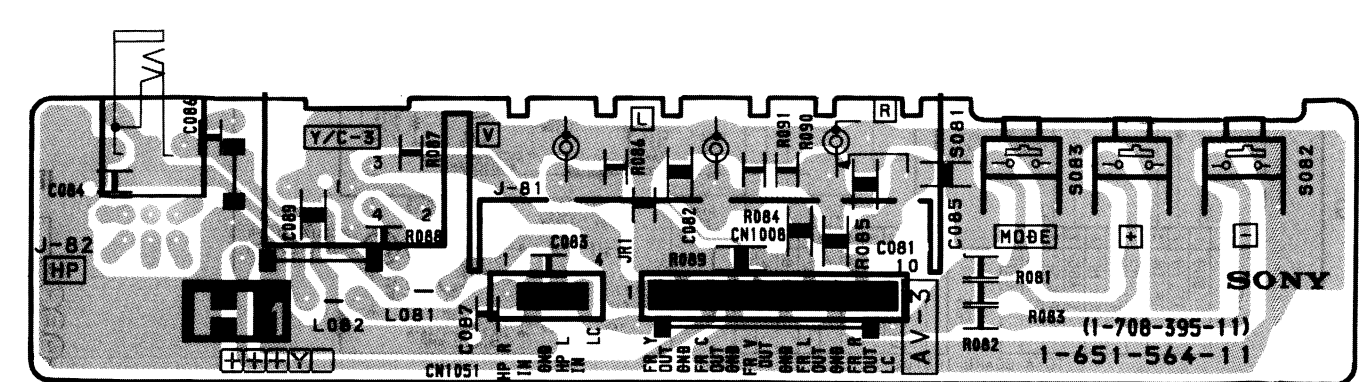 C086
Y/C-3
3
R087
V
R086
L
R091
R090
R
S081
S083
S082
C084
J-81
4
2
C089
R088
C082
R084
CN1008
R085
C085
MODE
+
-
J-82
HP
C083
1
4
JR1
R089
C081
10
1
R081
SONY
L082
L081
C087
AV-3
R083
R082
(1-708-395-11)
1-651-564-11
CN1051
HP R
IN
GND
HP L
IN
LC
FR Y
OUT
GND
FR C
OUT
GND
FR V
OUT
GND
FR L
OUT
GND
FR R
OUT
LC